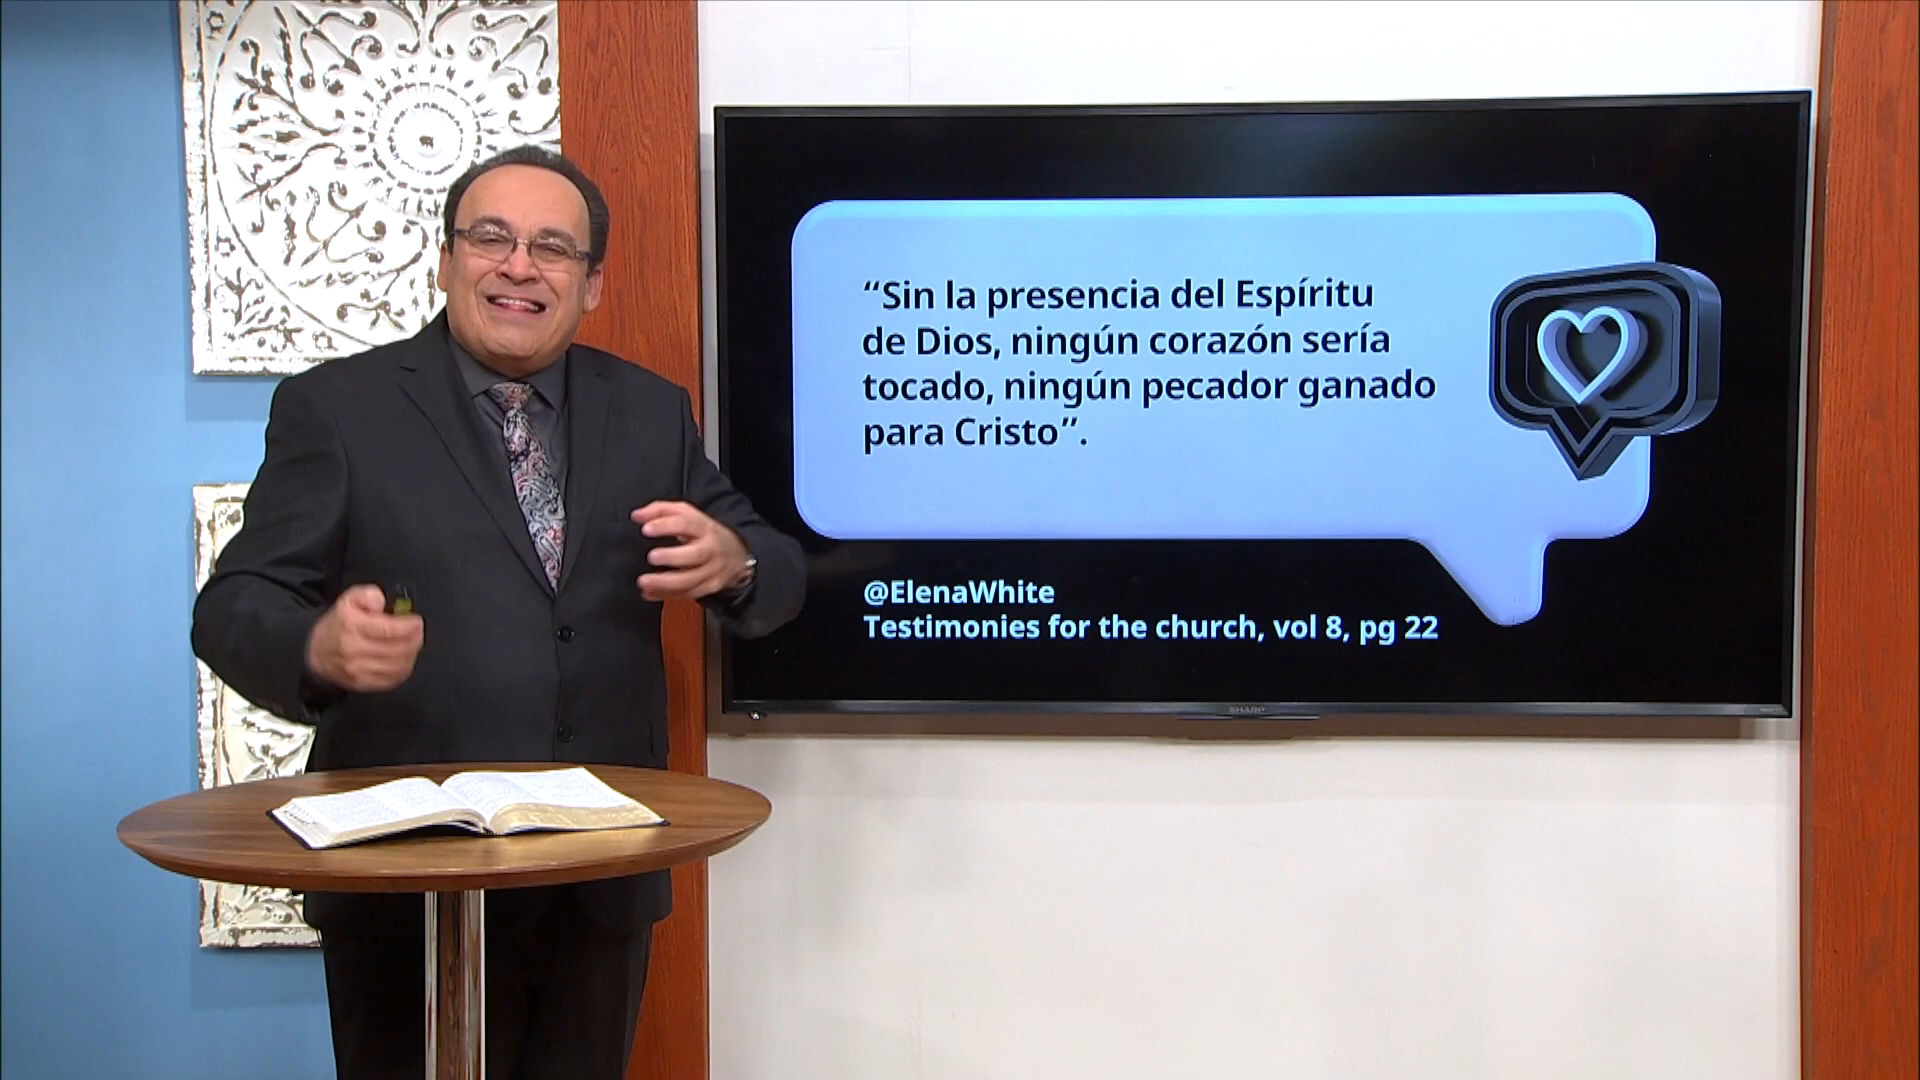 “Sin la presencia del Espíritu
de Dios, ningún corazón sería
tocado, ningún pecador ganado
para Cristo”.
@ElenaWhite
Testimonies for the church, vol 8, pg 22
SHARP